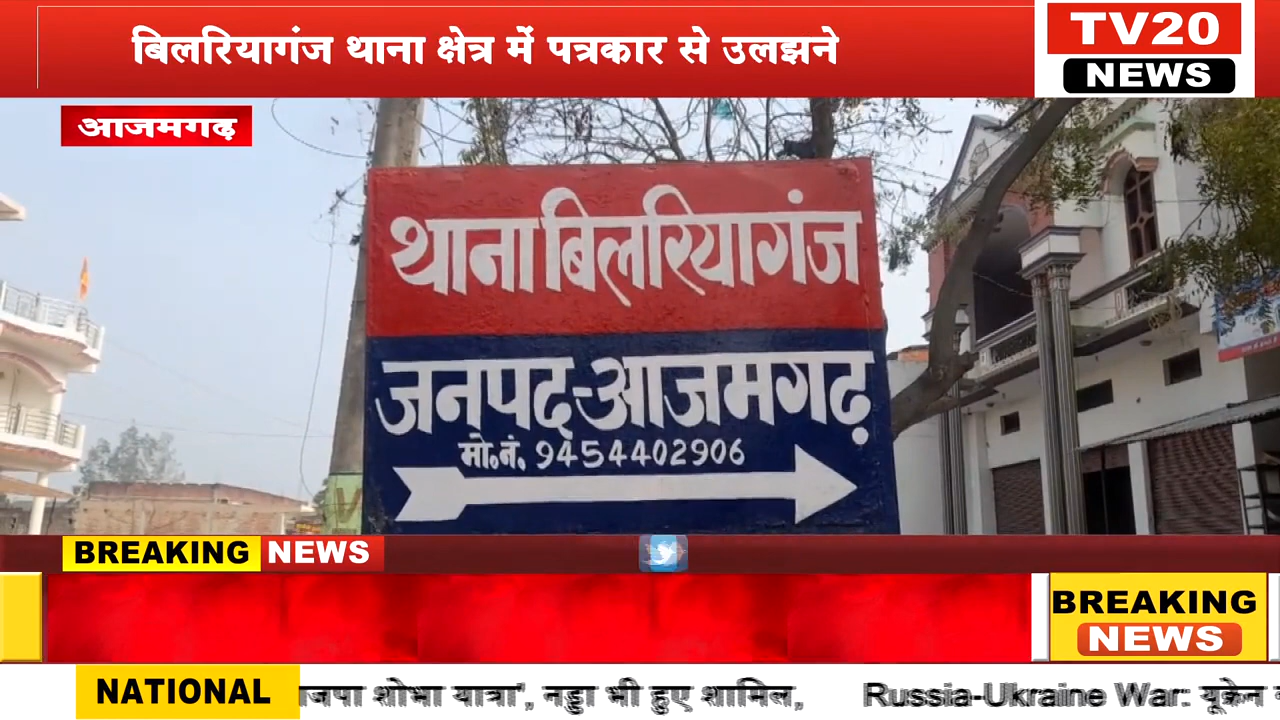 बिलरियागंज थाना क्षेत्र में पत्रकार से उलझने
TV20
NEWS
आजमगढ़
थाना बिलरियागंज
जनपद-आजमगढ़
मो.नं. 9454402906
BREAKING NEWS
BREAKING
NEWS
NATIONAL
जपा शोभा यात्रा', नड्डा भी हुए शामिल, Russia-Ukraine War: यूक्रेन